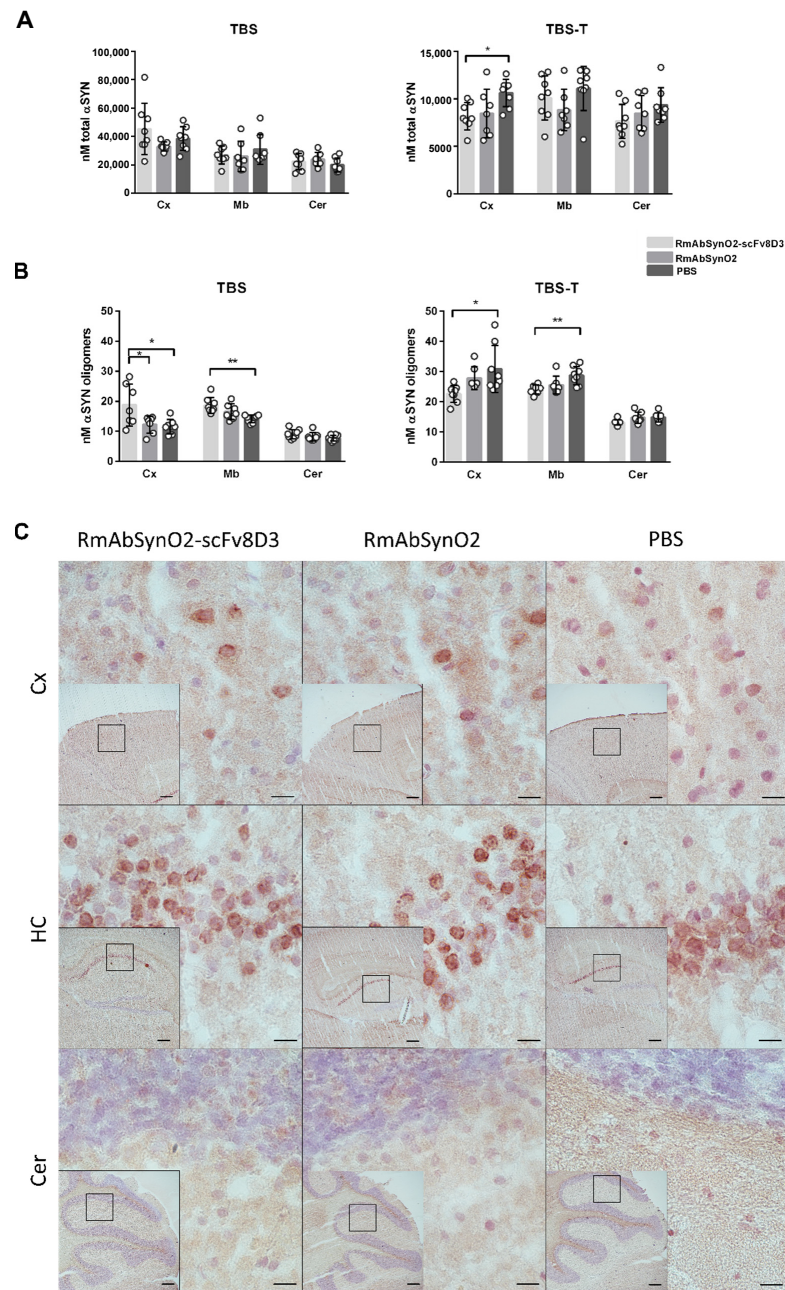 A
TBS
nM total αSYN
100,000
80,000
60,000
40,000
20,000
0
Cx Mb Cer
TBS-T
nM total αSYN
15,000
10,000
5000
0
*
Cx Mb Cer
RmAbSynO2-scFv8D3
RmAbSynO2
PBS
B
TBS
nM αSYN oligomers
50
40
30
20
10
0
*
*
**
Cx Mb Cer
TBS-T
nM αSYN oligomers
50
40
30
20
10
0
*
**
Cx Mb Cer
C
RmAbSynO2-scFv8D3 RmAbSynO2 PBS
Cx
HC
Cer